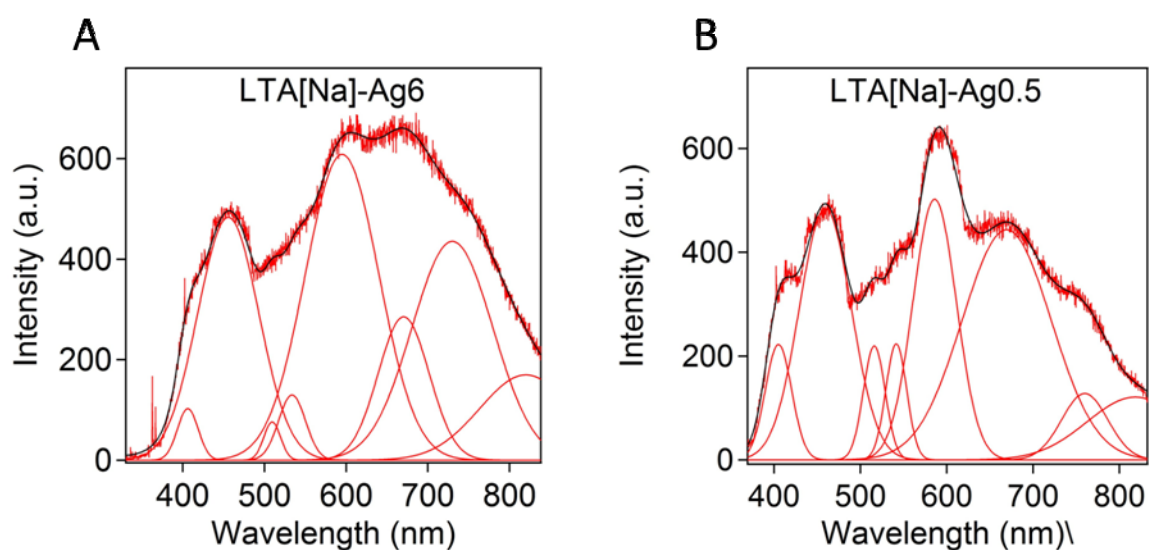 A
LTA[Na]-Ag6
Intensity (a.u.)
600
400
200
0
400 500 600 700 800
Wavelength (nm)
B
LTA[Na]-Ag0.5
Intensity (a.u.)
600
400
200
0
400 500 600 700 800
Wavelength (nm)\